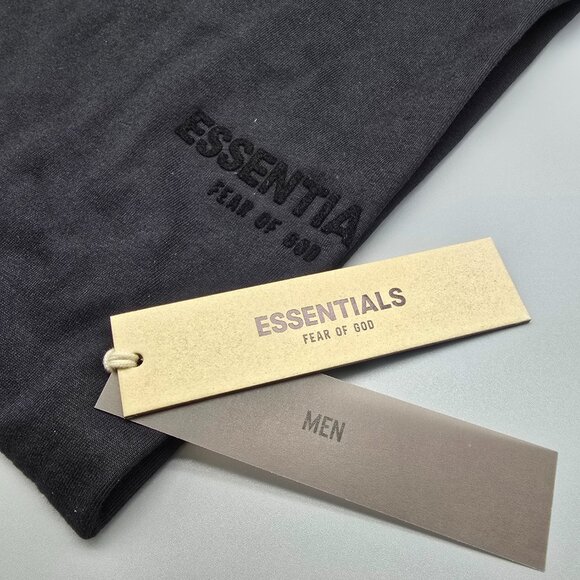 ESSENTIA
FEAR OF GOD
ESSENTIALS
FEAR OF GOD
MEN